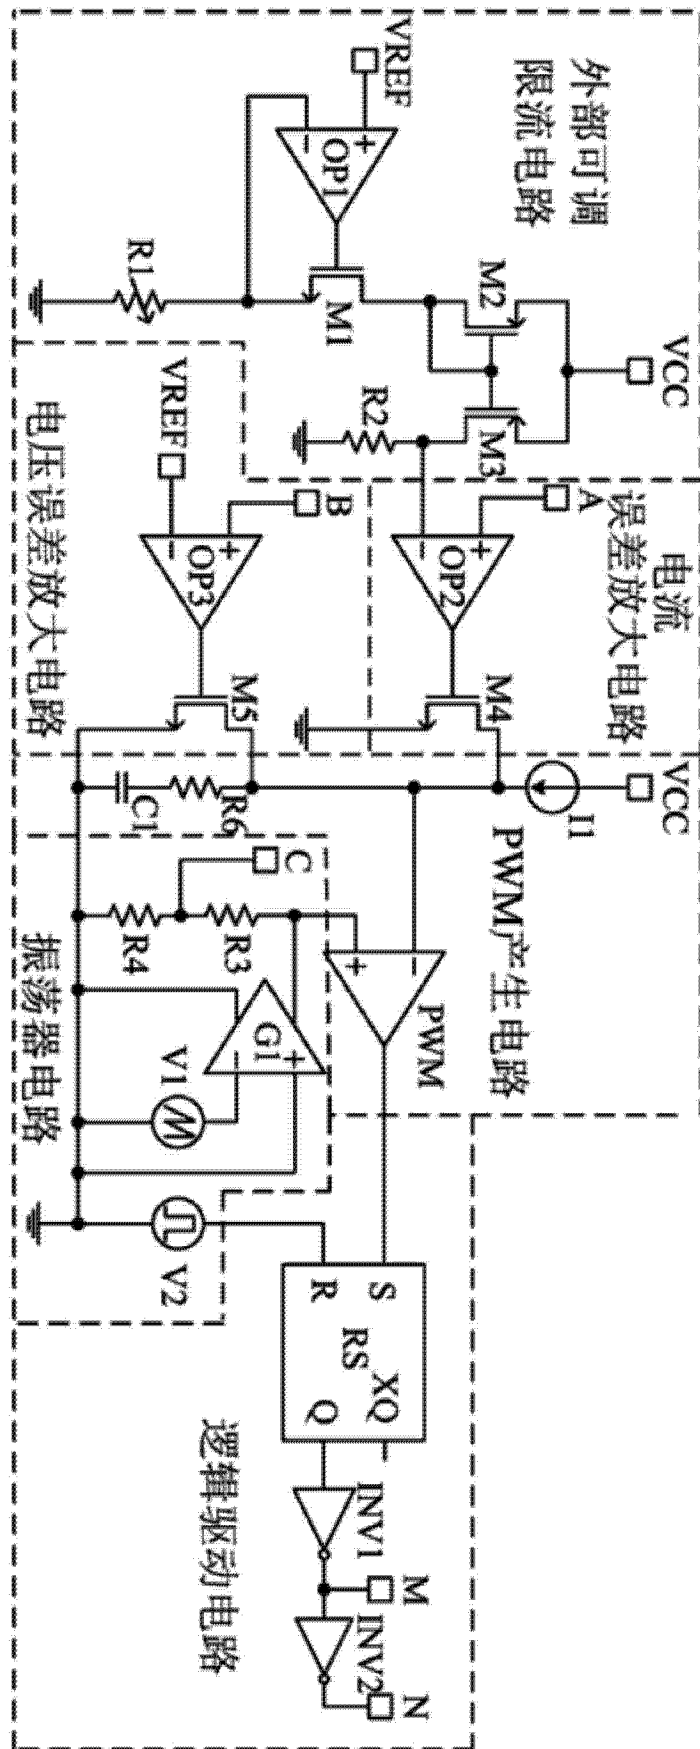 外部可调
限流电路
VREF
OP1
+
−
R1
M1
M2
M3
VCC
R2
电流
误差放大电路
A
OP2
+
−
M4
VREF
B
OP3
+
−
M5
电压误差放大电路
VCC
I1
PWM产生电路
R6
C1
−
+
PWM
C
R3
R4
G1
+
−
V1
V2
振荡器电路
S
R
RS
XQ
Q
INV1
M
INV2
N
逻辑驱动电路